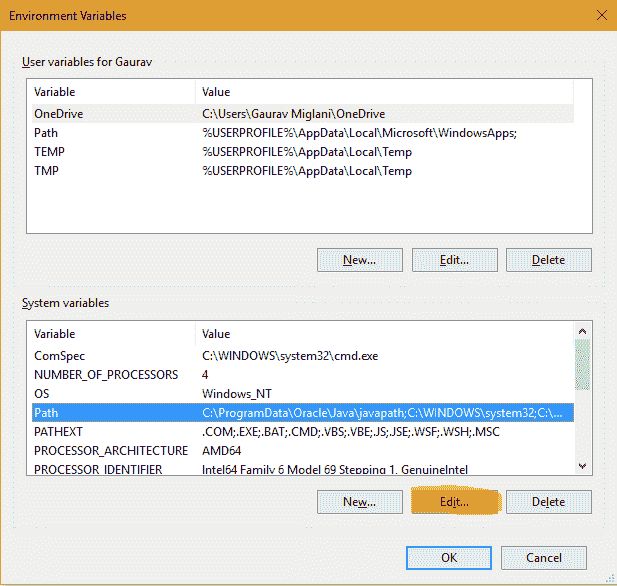 Environment Variables
User variables for Gaurav
Variable Value
OneDrive C:\Users\Gaurav Miglani\OneDrive
Path %USERPROFILE%\AppData\Local\Microsoft\WindowsApps;
TEMP %USERPROFILE%\AppData\Local\Temp
TMP %USERPROFILE%\AppData\Local\Temp
New... Edit... Delete
System variables
Variable Value
ComSpec C:\WINDOWS\system32\cmd.exe
NUMBER_OF_PROCESSORS 4
OS Windows_NT
Path C:\ProgramData\Oracle\Java\javapath;C:\WINDOWS\system32;C:\...
PATHEXT .COM;.EXE;.BAT;.CMD;.VBS;.VBE;.JS;.JSE;.WSF;.WSH;.MSC
PROCESSOR_ARCHITECTURE AMD64
PROCESSOR_IDENTIFIER Intel64 Family 6 Model 69 Stepping 1, GenuineIntel
New... Edit... Delete
OK Cancel